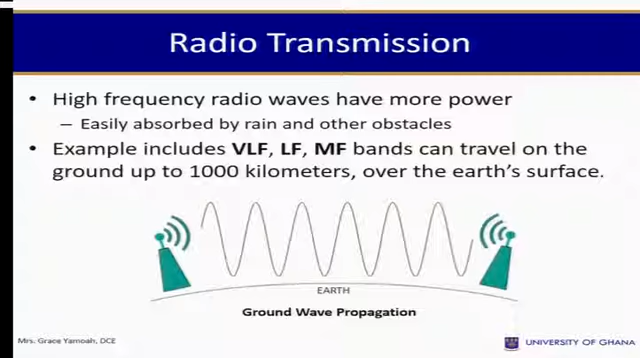 Radio Transmission
• High frequency radio waves have more power
– Easily absorbed by rain and other obstacles
• Example includes VLF, LF, MF bands can travel on the
ground up to 1000 kilometers, over the earth's surface.
EARTH
Ground Wave Propagation
Mrs. Grace Yamoah, DCE
UNIVERSITY OF GHANA